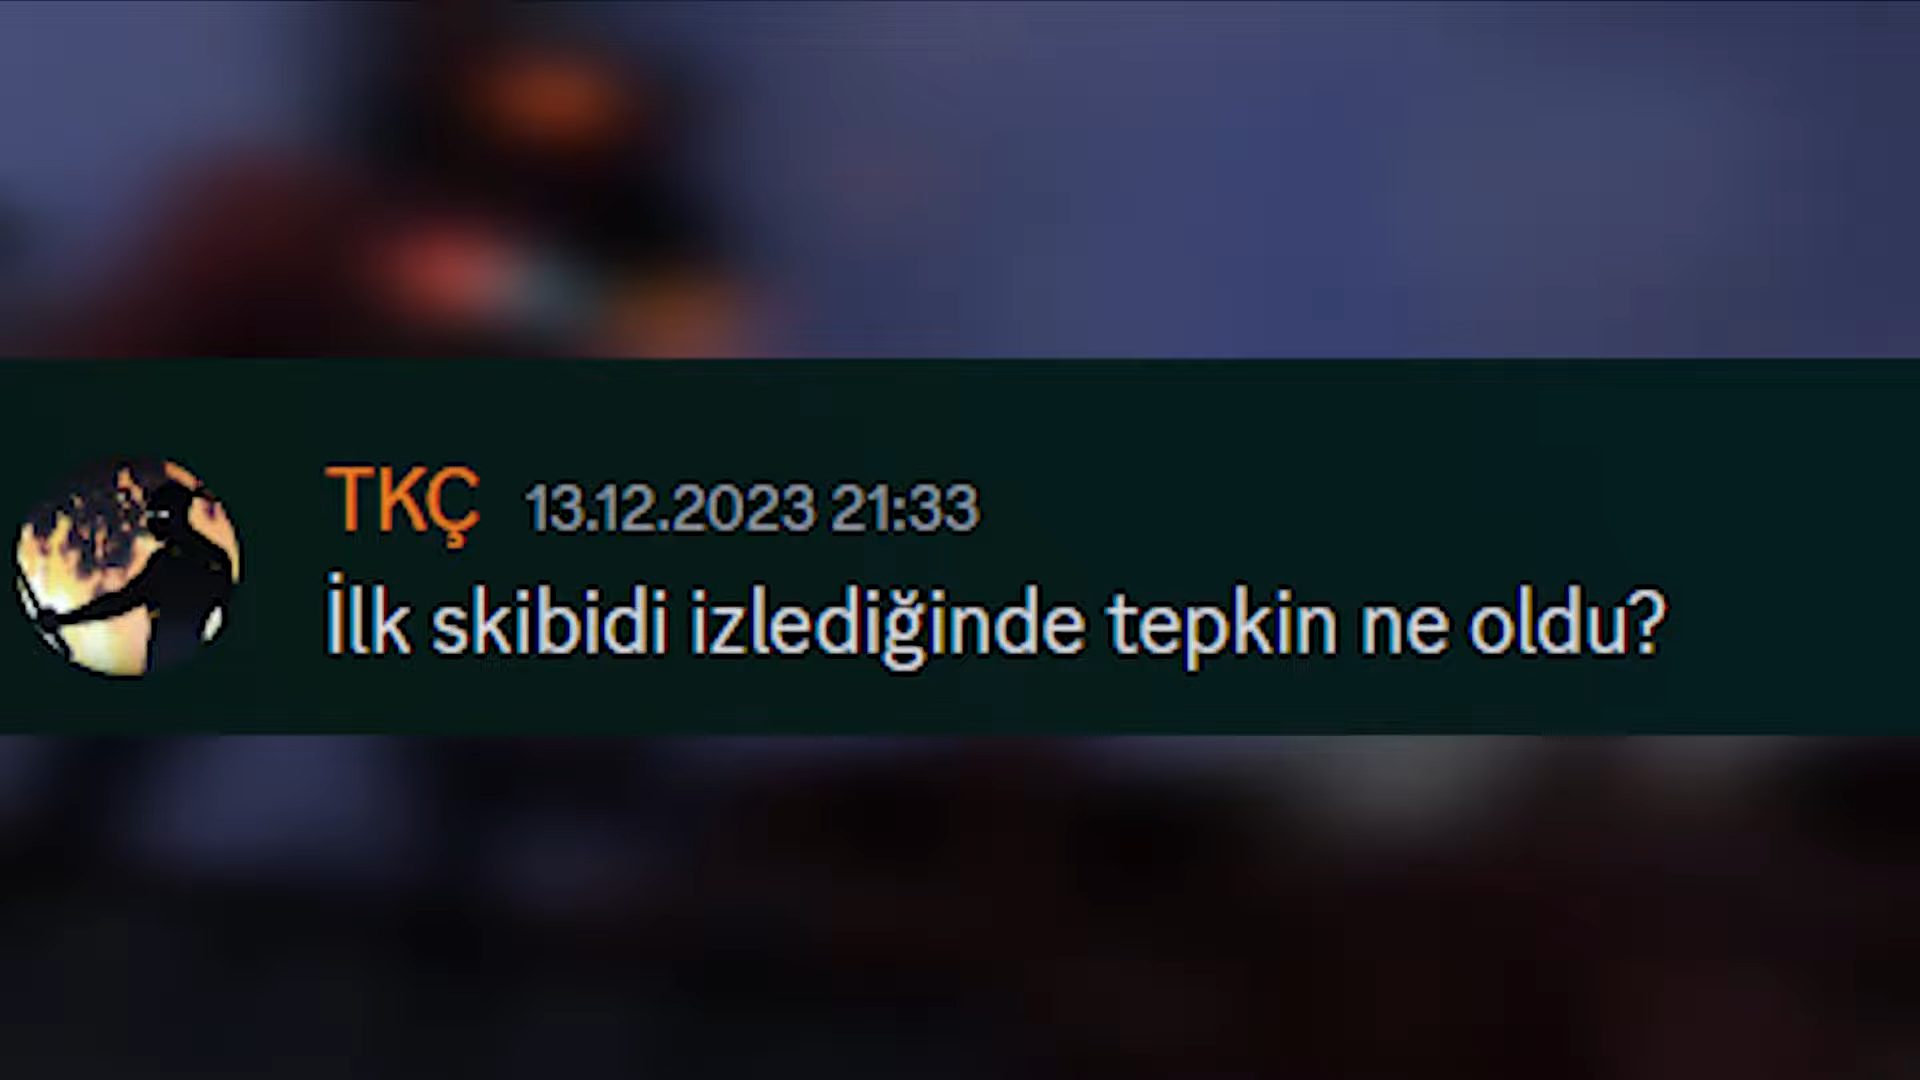 TKÇ 13.12.2023 21:33
İlk skibidi izlediğinde tepkin ne oldu?